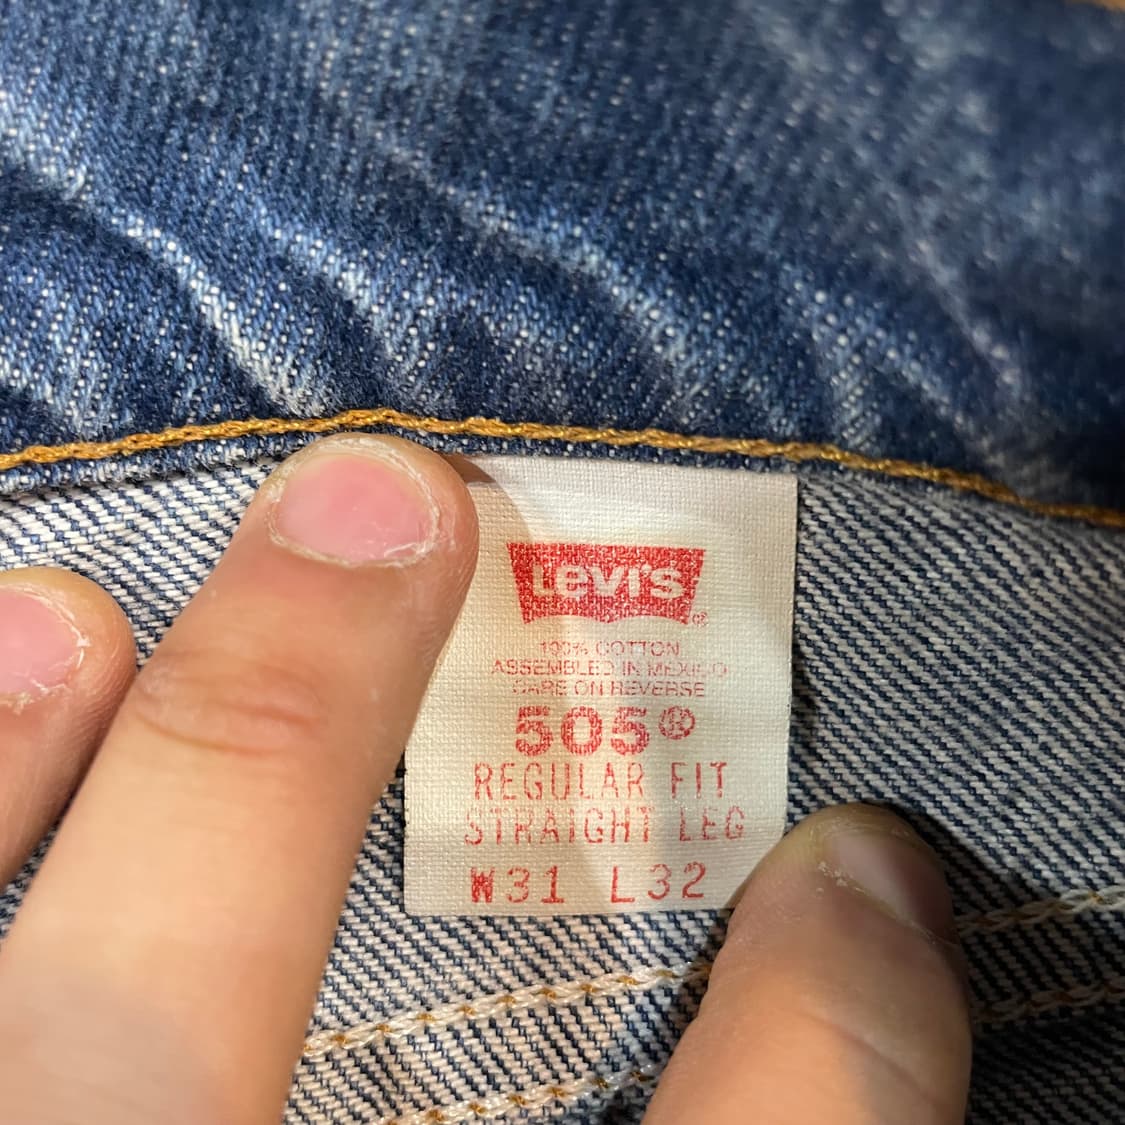 Levi's®
100% COTTON
ASSEMBLED IN MEXICO
CARE ON REVERSE
505®
REGULAR FIT
STRAIGHT LEG
W31 L32